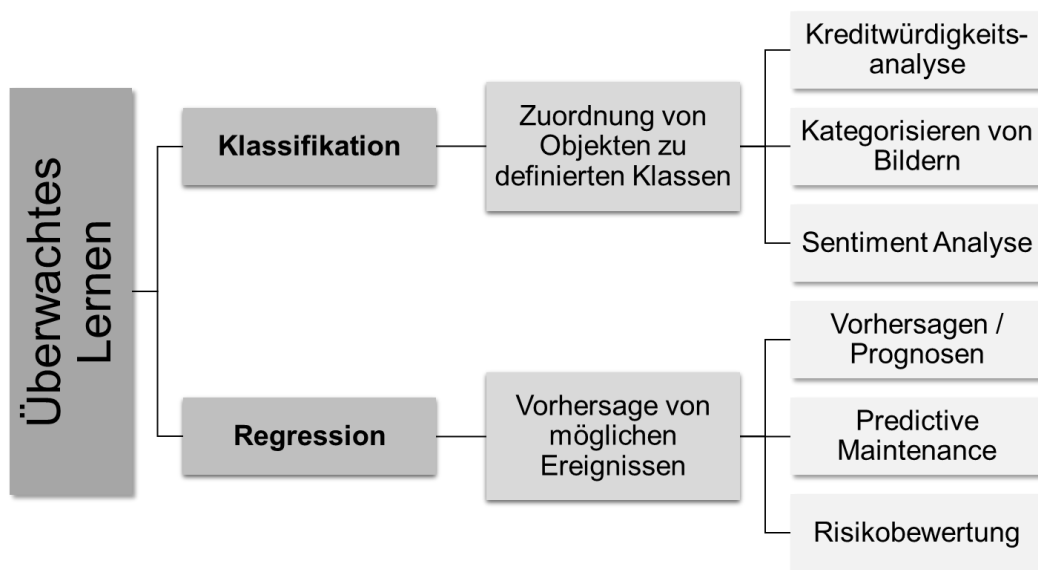 Überwachtes
Lernen
Klassifikation
Zuordnung von
Objekten zu
definierten Klassen
Kreditwürdigkeits-
analyse
Kategorisieren von
Bildern
Sentiment Analyse
Regression
Vorhersage von
möglichen
Ereignissen
Vorhersagen /
Prognosen
Predictive
Maintenance
Risikobewertung